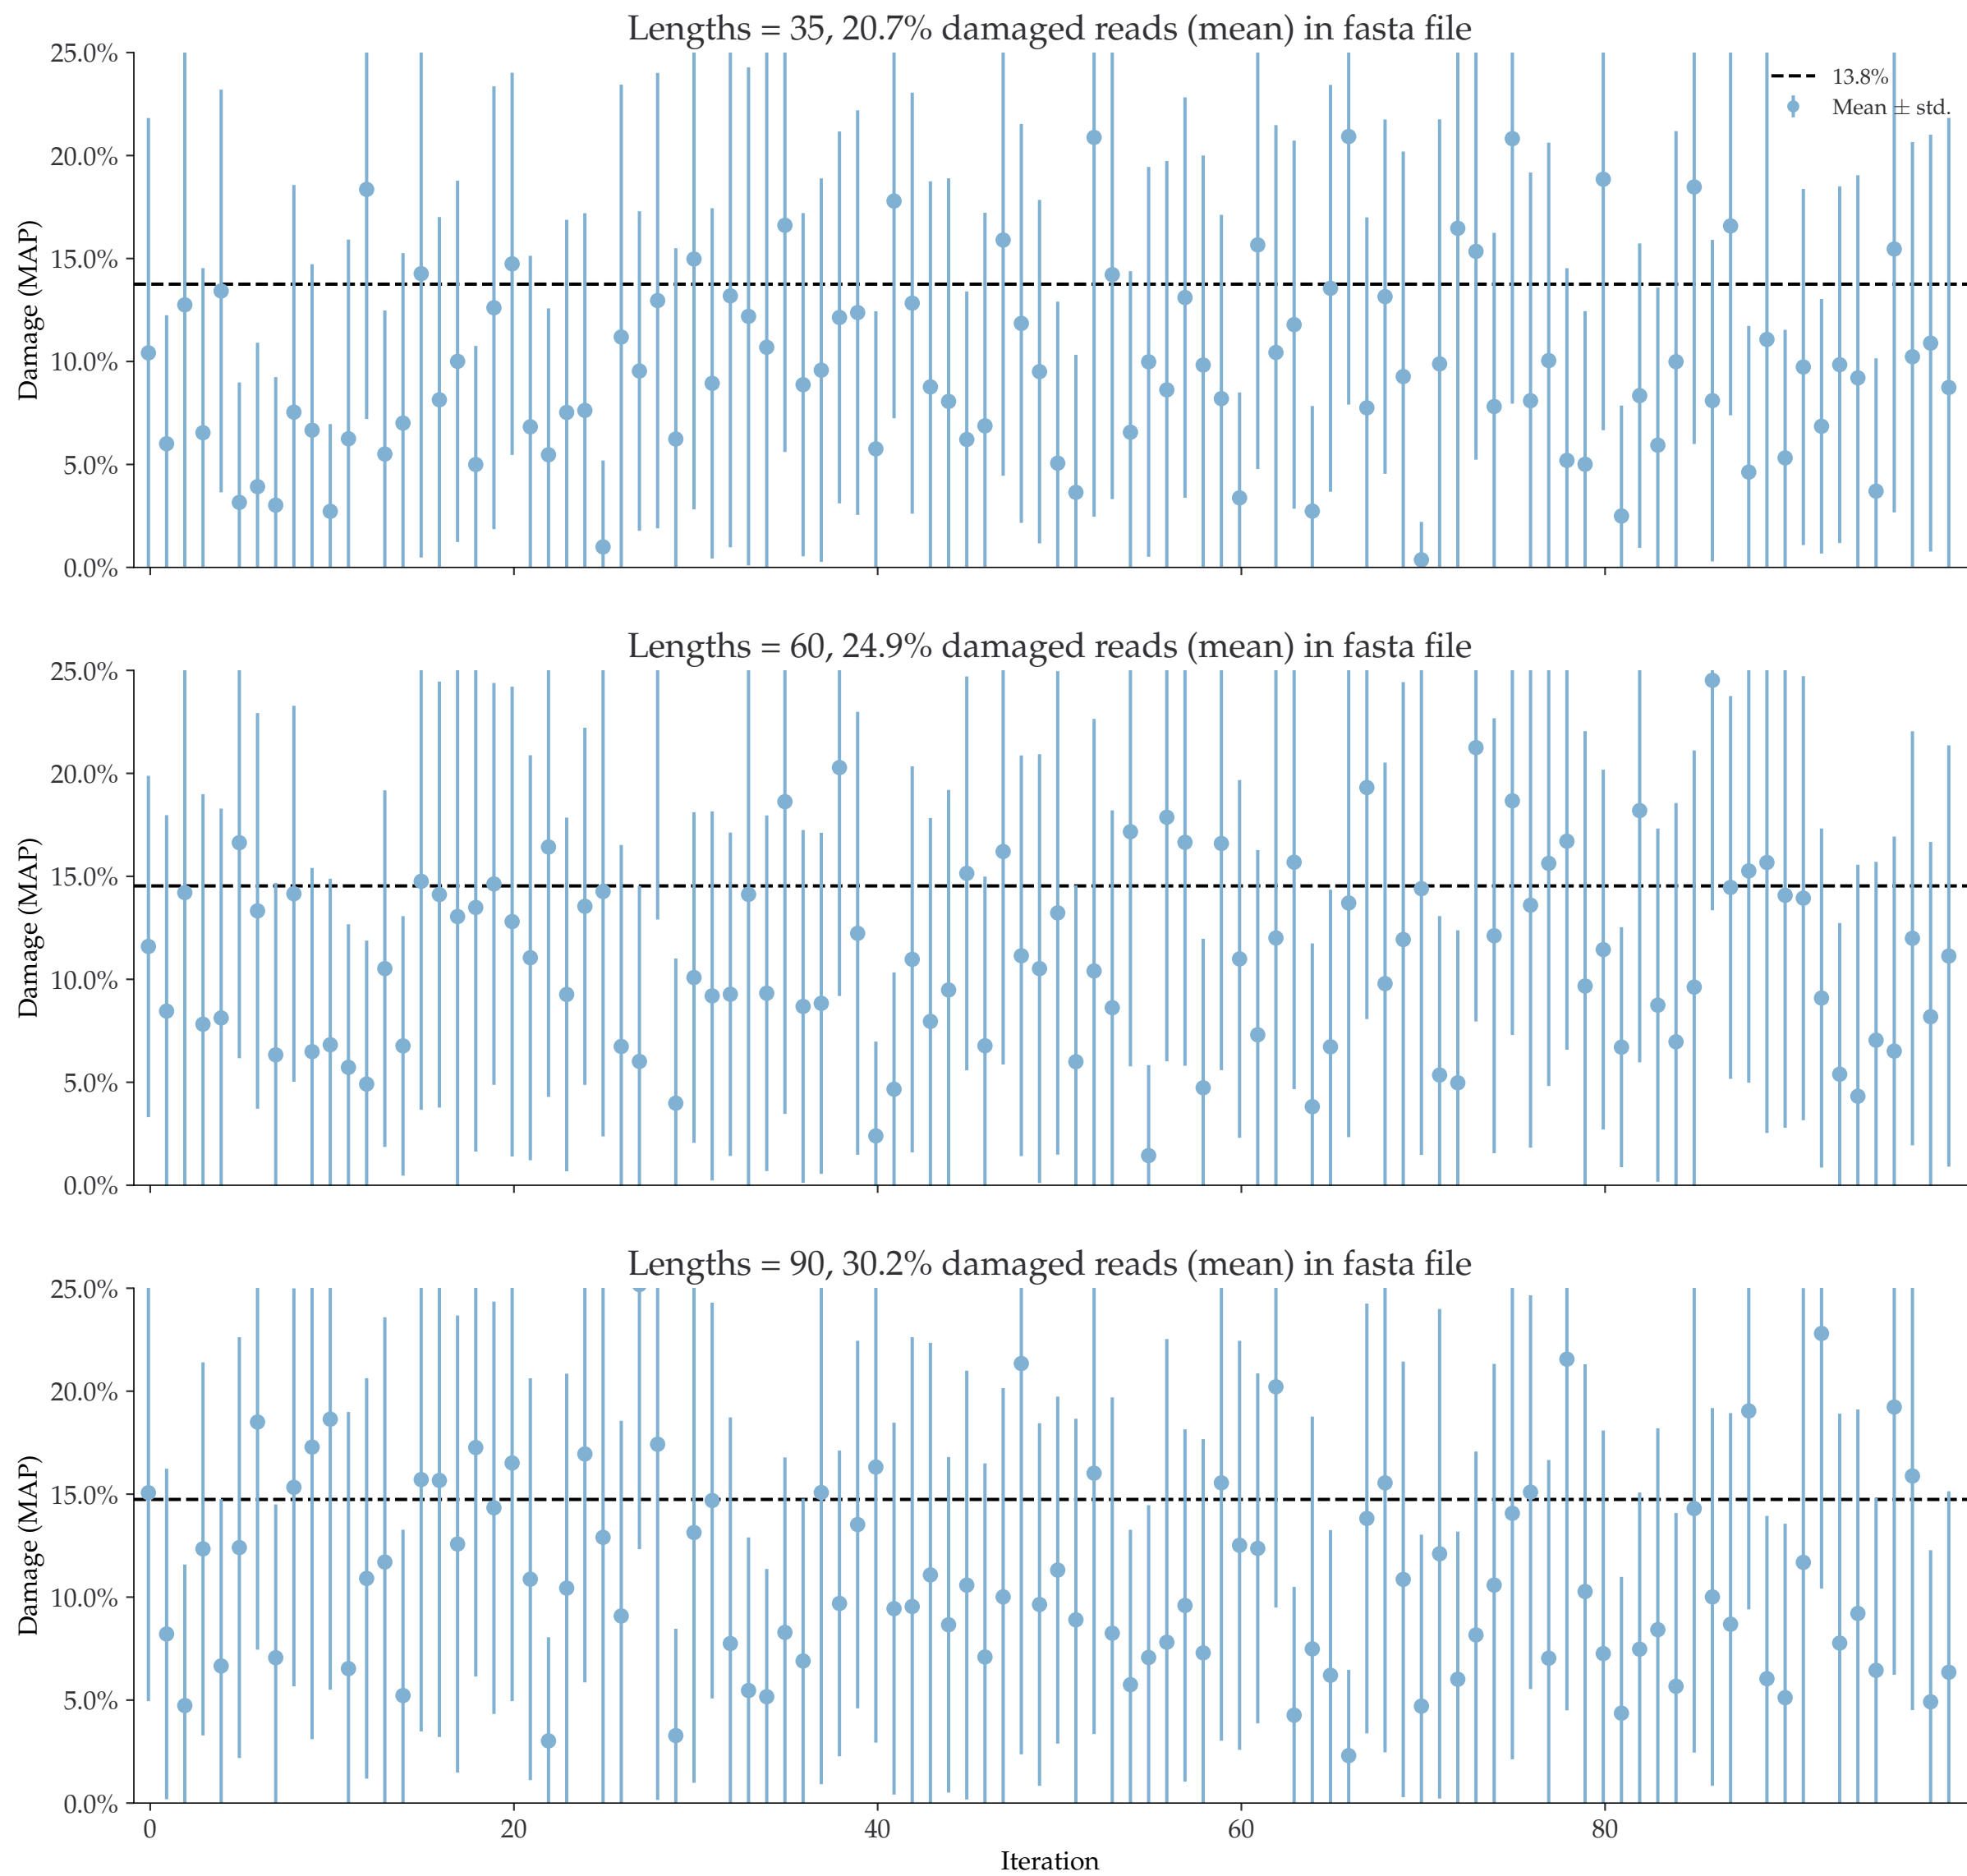 Lengths = 35, 20.7% damaged reads (mean) in fasta file
25.0%
20.0%
15.0%
10.0%
5.0%
0.0%
Damage (MAP)
13.8%
Mean ± std.
Lengths = 60, 24.9% damaged reads (mean) in fasta file
25.0%
20.0%
15.0%
10.0%
5.0%
0.0%
Damage (MAP)
Lengths = 90, 30.2% damaged reads (mean) in fasta file
25.0%
20.0%
15.0%
10.0%
5.0%
0.0%
Damage (MAP)
0 20 40 60 80
Iteration